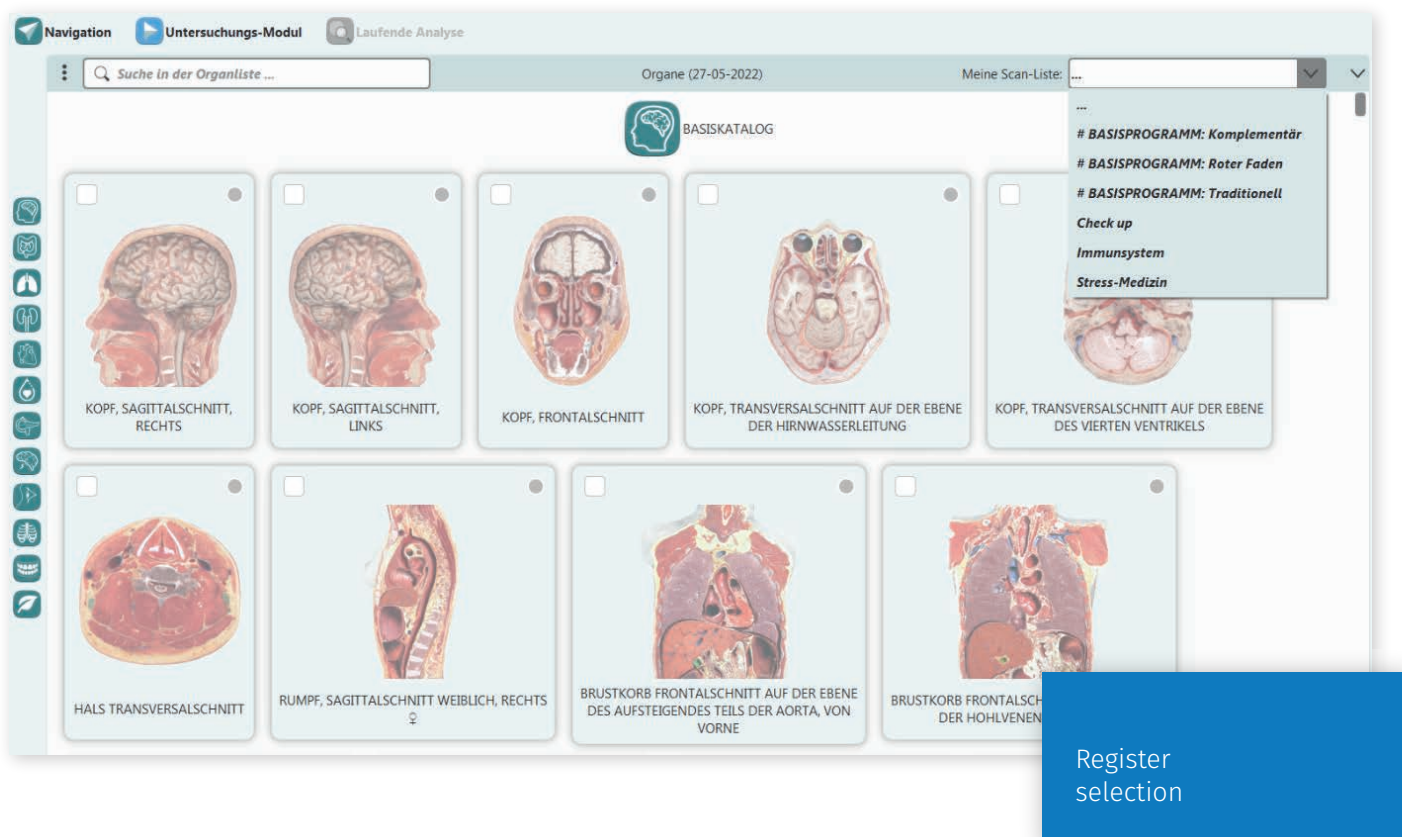 Navigation
Untersuchungs-Modul
Laufende Analyse
Suche in der Organliste ...
Organe (27-05-2022)
Meine Scan-Liste:
...
...
# BASISPROGRAMM: Komplementär
# BASISPROGRAMM: Roter Faden
# BASISPROGRAMM: Traditionell
Check up
Immunsystem
Stress-Medizin
BASISKATALOG
KOPF, SAGITTALSCHNITT,
RECHTS
KOPF, SAGITTALSCHNITT,
LINKS
KOPF, FRONTALSCHNITT
KOPF, TRANSVERSALSCHNITT AUF DER EBENE
DER HIRNWASSERLEITUNG
KOPF, TRANSVERSALSCHNITT AUF DER EBENE
DES VIERTEN VENTRIKELS
HALS TRANSVERSALSCHNITT
RUMPF, SAGITTALSCHNITT WEIBLICH, RECHTS
♀
BRUSTKORB FRONTALSCHNITT AUF DER EBENE
DES AUFSTEIGENDES TEILS DER AORTA, VON
VORNE
BRUSTKORB FRONTALSCH
DER HOHLVENEN
Register
selection